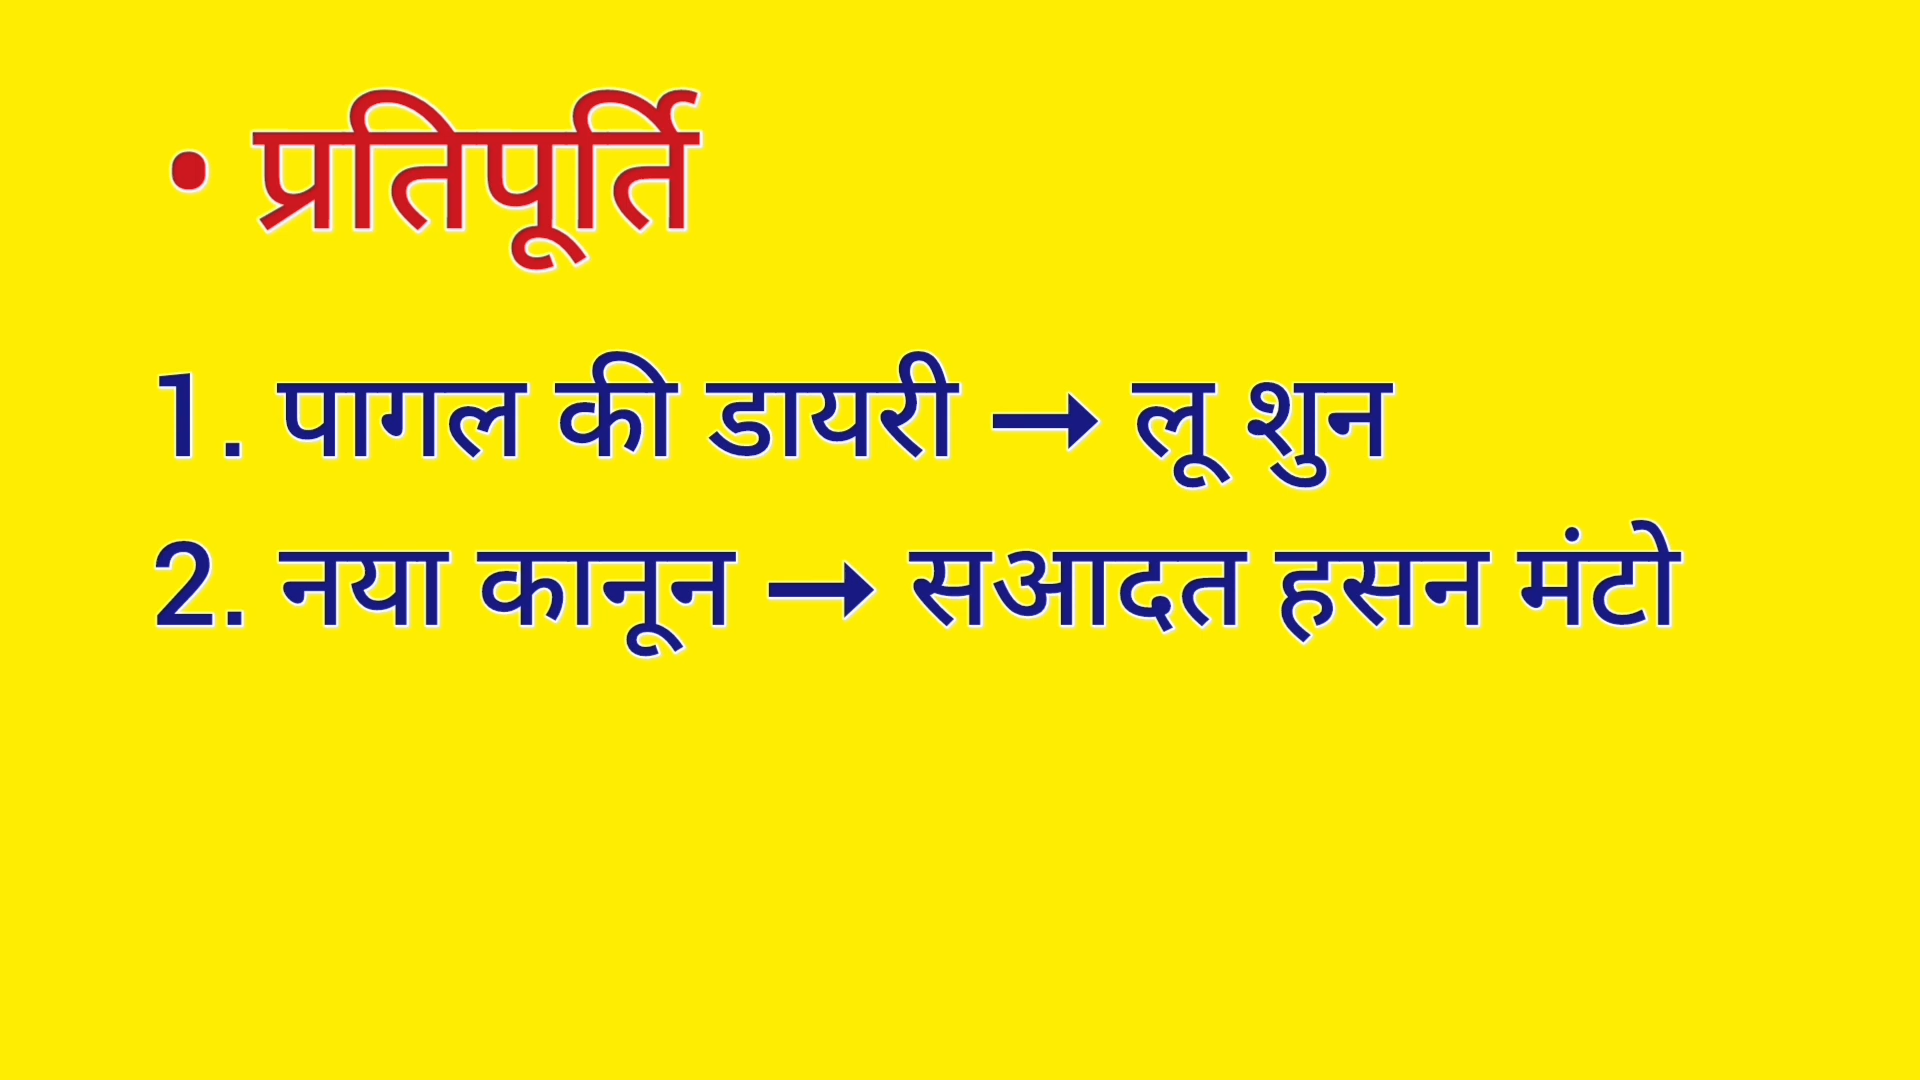 • प्रतिपूर्ति
1. पागल की डायरी → लू शुन
2. नया कानून → सआदत हसन मंटो